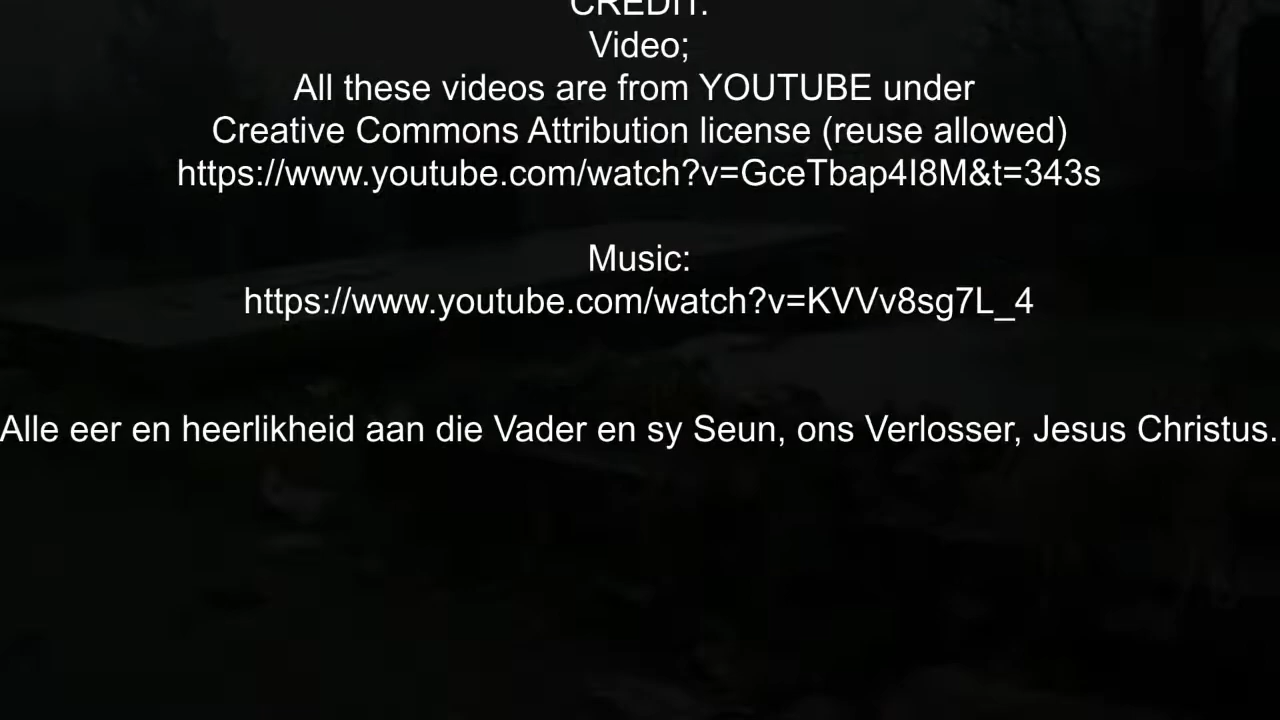 CREDIT:
Video;
All these videos are from YOUTUBE under
Creative Commons Attribution license (reuse allowed)
https://www.youtube.com/watch?v=GceTbap4I8M&t=343s
Music:
https://www.youtube.com/watch?v=KVVv8sg7L_4
Alle eer en heerlikheid aan die Vader en sy Seun, ons Verlosser, Jesus Christus.